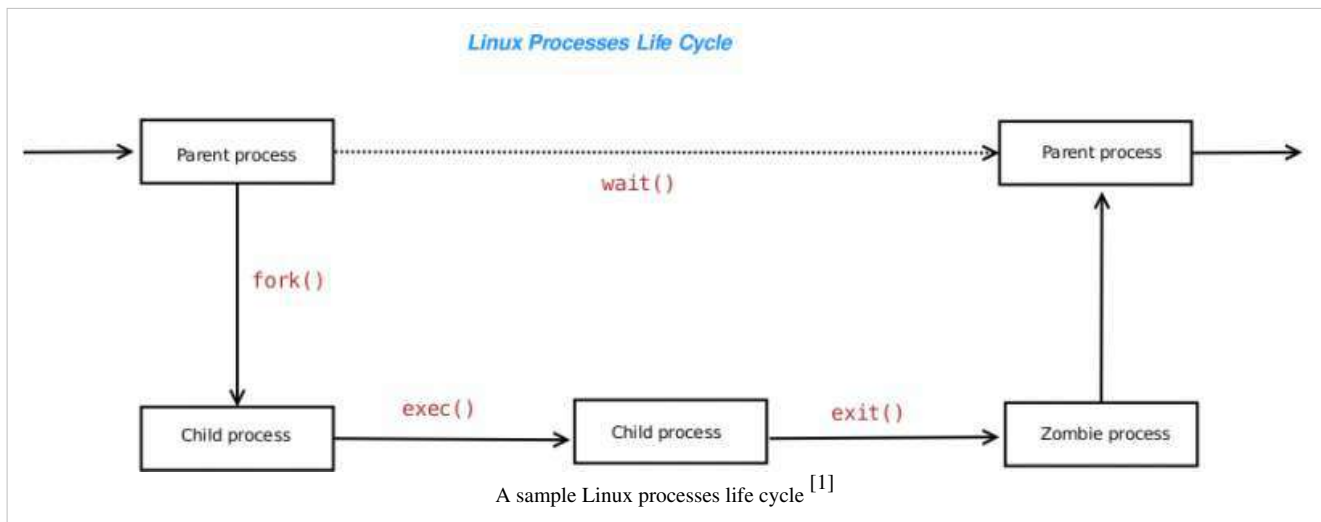 Linux Processes Life Cycle
Parent process
Parent process
wait()
fork()
Child process
exec()
Child process
exit()
Zombie process
A sample Linux processes life cycle [1]